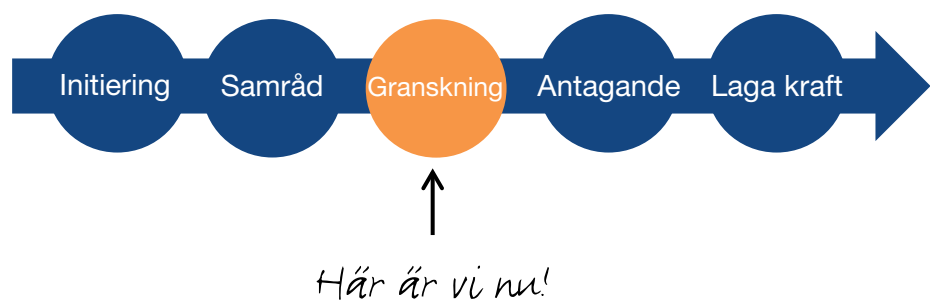 Initiering Samråd Granskning Antagande Laga kraft
Här är vi nu!